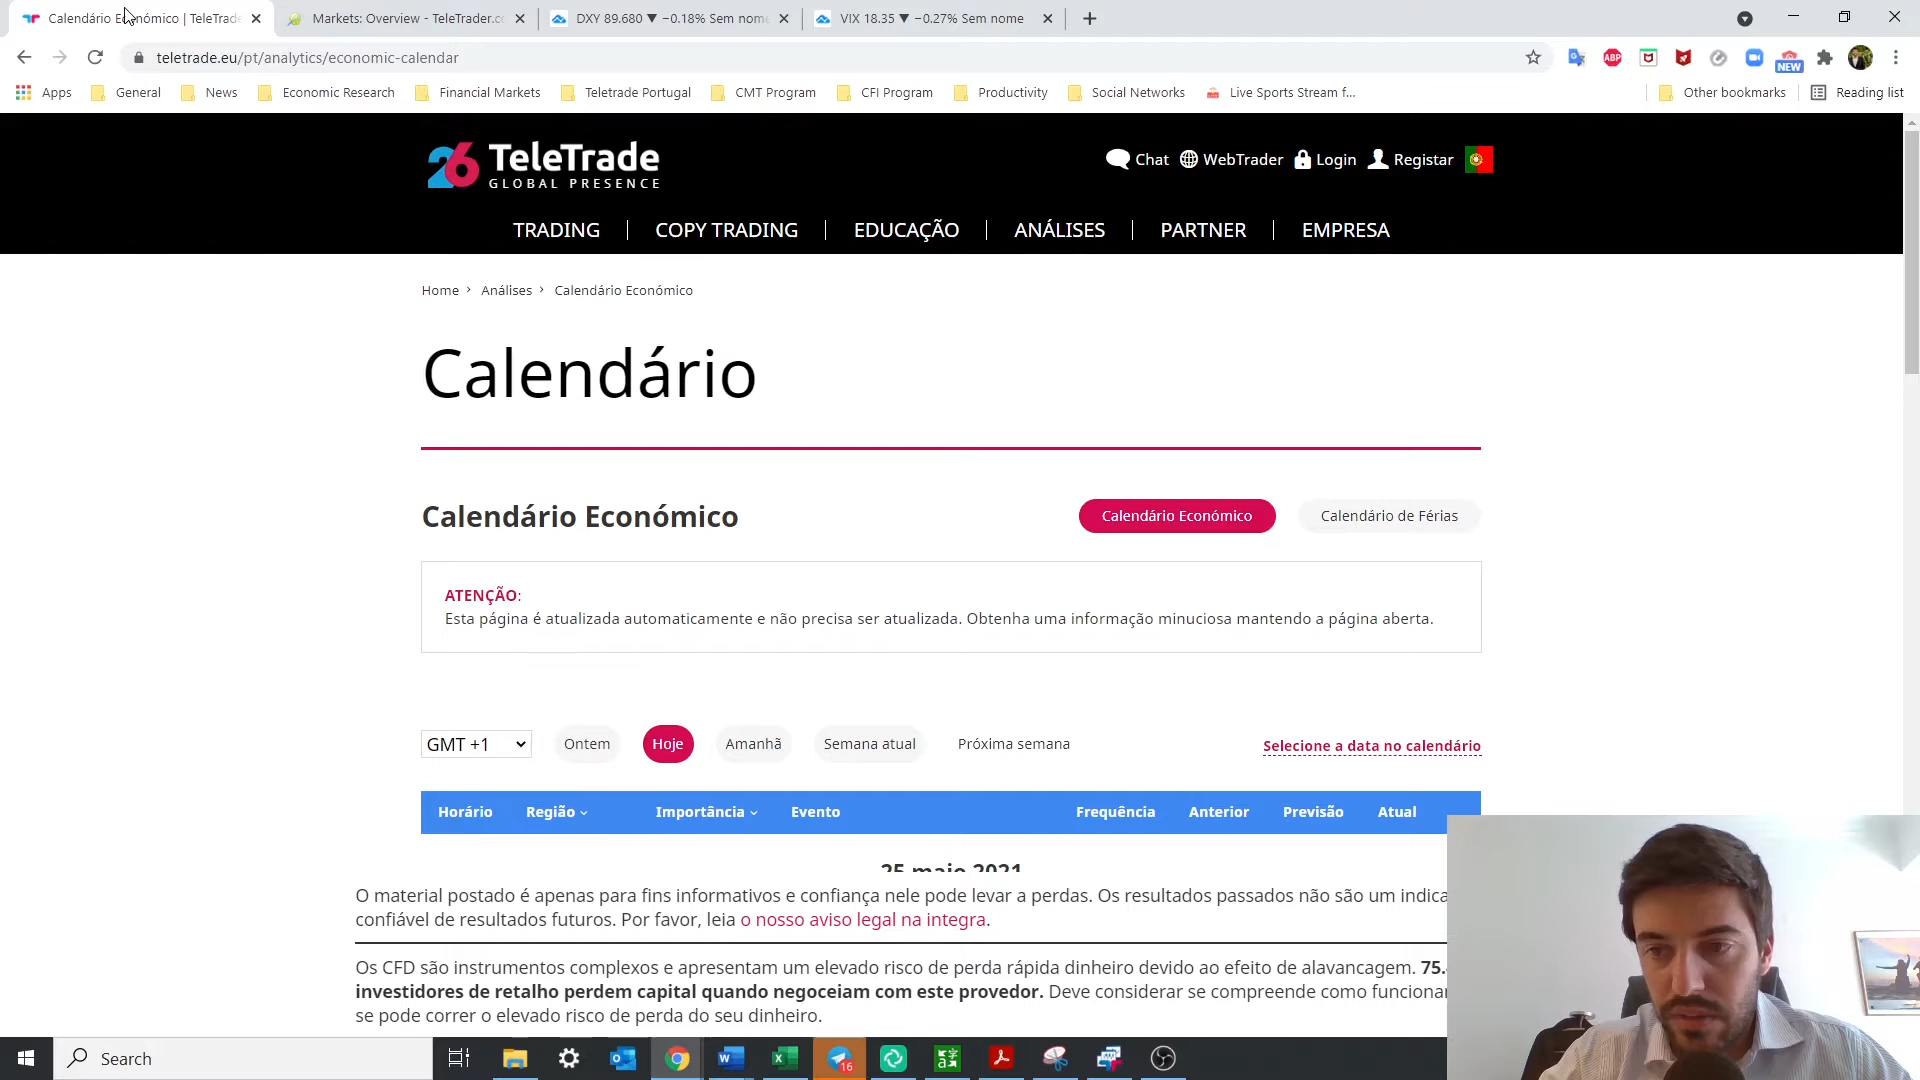 Calendário Económico | TeleTrade
Markets: Overview - TeleTrader.co
DXY 89.680 ▼ −0.18% Sem nome
VIX 18.35 ▼ −0.27% Sem nome
teletrade.eu/pt/analytics/economic-calendar
ABP
NEW
Apps
General
News
Economic Research
Financial Markets
Teletrade Portugal
CMT Program
CFI Program
Productivity
Social Networks
Live Sports Stream f...
Other bookmarks
Reading list
26 TeleTrade
GLOBAL PRESENCE
Chat
WebTrader
Login
Registar
TRADING
COPY TRADING
EDUCAÇÃO
ANÁLISES
PARTNER
EMPRESA
Home › Análises › Calendário Económico
Calendário
Calendário Económico
Calendário Económico
Calendário de Férias
ATENÇÃO:
Esta página é atualizada automaticamente e não precisa ser atualizada. Obtenha uma informação minuciosa mantendo a página aberta.
GMT +1
Ontem
Hoje
Amanhã
Semana atual
Próxima semana
Selecione a data no calendário
Horário
Região
Importância
Evento
Frequência
Anterior
Previsão
Atual
25 maio 2021
O material postado é apenas para fins informativos e confiança nele pode levar a perdas. Os resultados passados não são um indica
confiável de resultados futuros. Por favor, leia o nosso aviso legal na integra.
Os CFD são instrumentos complexos e apresentam um elevado risco de perda rápida dinheiro devido ao efeito de alavancagem. 75.
investidores de retalho perdem capital quando negoceiam com este provedor. Deve considerar se compreende como funcionar
se pode correr o elevado risco de perda do seu dinheiro.
Search
16